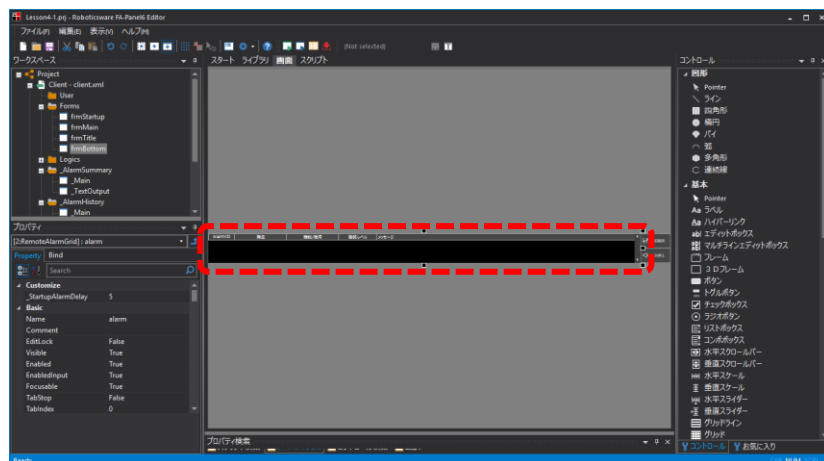 Lesson4-1.prj - Roboticsware FA-Panel6 Editor
ファイル(F) 編集(E) 表示(V) ヘルプ(H)
(Not selected)
ワークスペース
Project
Client - client.xml
User
Forms
frmStartup
frmMain
frmTitle
frmBottom
Logics
_AlarmSummary
_Main
_TextOutput
_AlarmHistory
_Main
プロパティ
[2:RemoteAlarmGrid] : alarm
Property Bind
Search
Customize
_StartupAlarmDelay 5
Basic
Name alarm
Comment
EditLock False
Visible True
Enabled True
EnabledInput True
Focusable True
TabStop False
TabIndex 0
スタート ライブラリ 画面 スクリプト
プロパティ検索
コントロール
図形
Pointer
ライン
四角形
楕円
パイ
弧
多角形
連続線
基本
Pointer
ラベル
ハイパーリンク
エディトボックス
マルチラインエディトボックス
フレーム
3Dフレーム
ボタン
トグルボタン
チェックボックス
ラジオボタン
リストボックス
コンボボックス
水平スクロールバー
垂直スクロールバー
水平スケール
垂直スケール
水平スライダー
垂直スライダー
グリッドライン
グリッド
コントロール お気に入り
Ready
NUM